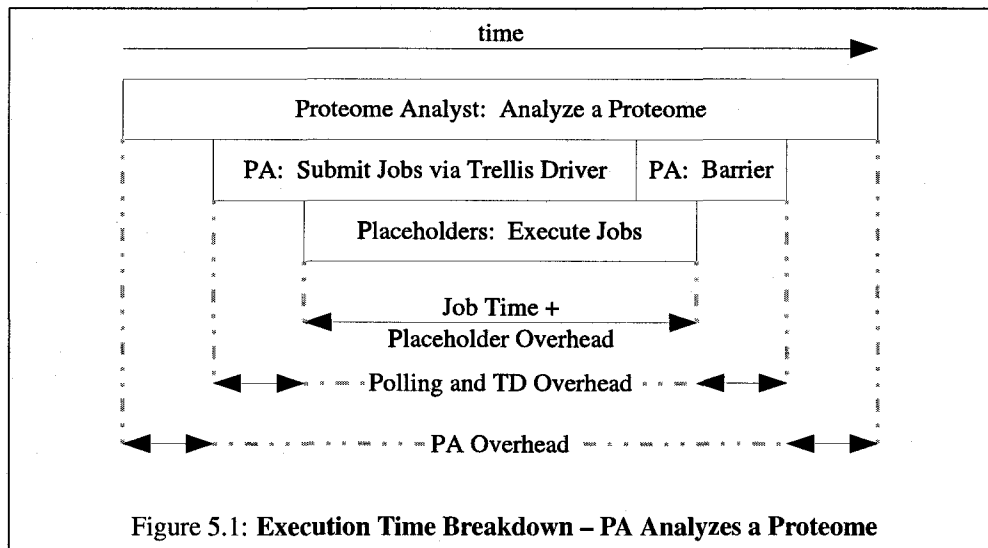 time
Proteome Analyst: Analyze a Proteome
PA: Submit Jobs via Trellis Driver
PA: Barrier
Placeholders: Execute Jobs
Job Time +
Placeholder Overhead
Polling and TD Overhead
PA Overhead
Figure 5.1: Execution Time Breakdown – PA Analyzes a Proteome